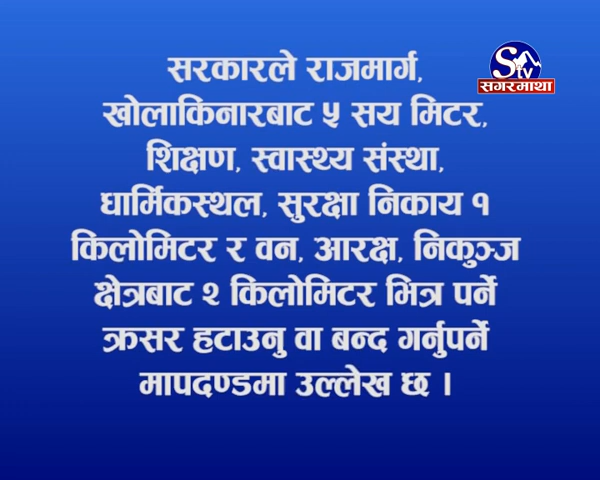 STV
सगरमाथा
सरकारले राजमार्ग,
खोलाकिनारबाट ५ सय मिटर,
शिक्षण, स्वास्थ्य संस्था,
धार्मिकस्थल, सुरक्षा निकाय १
किलोमिटर र वन, आरक्ष, निकुञ्ज
क्षेत्रबाट २ किलोमिटर भित्र पर्ने
क्रसर हटाउनु वा बन्द गर्नुपर्ने
मापदण्डमा उल्लेख छ ।